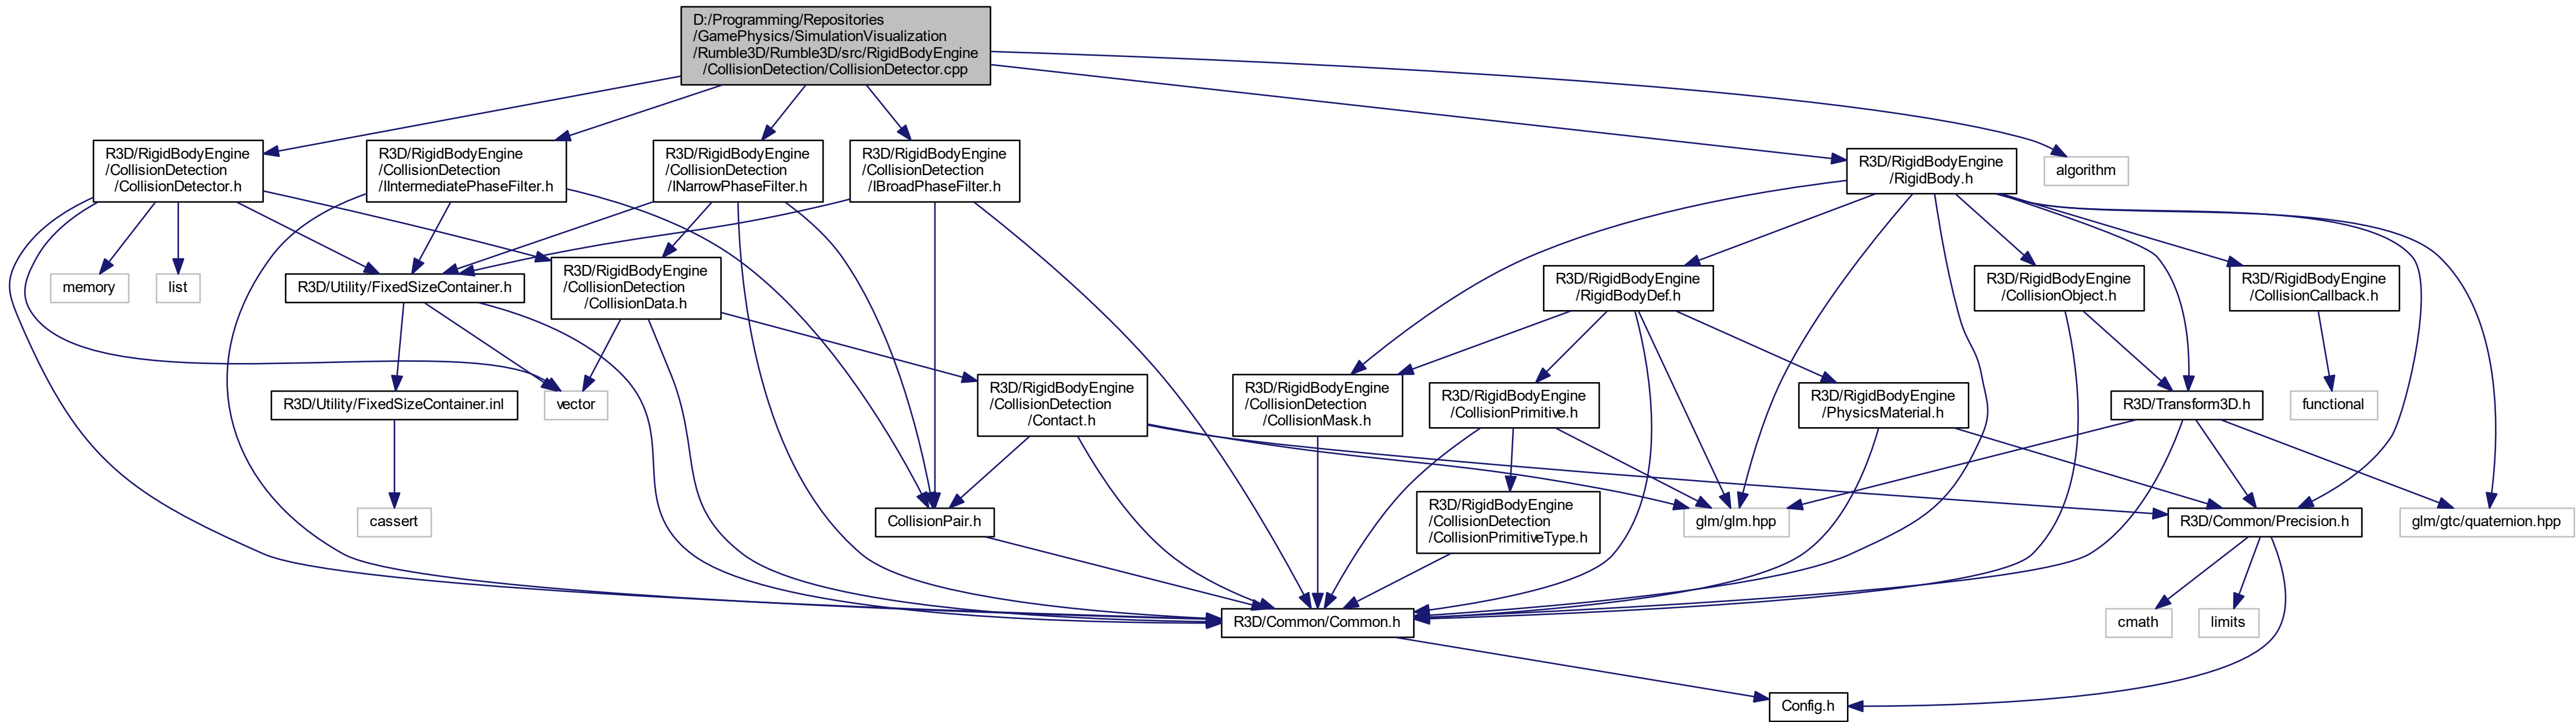 D:/Programming/Repositories
/GamePhysics/SimulationVisualization
/Rumble3D/Rumble3D/src/RigidBodyEngine
/CollisionDetection/CollisionDetector.cpp
R3D/RigidBodyEngine
/CollisionDetection
/CollisionDetector.h
R3D/RigidBodyEngine
/CollisionDetection
/IIntermediatePhaseFilter.h
R3D/RigidBodyEngine
/CollisionDetection
/INarrowPhaseFilter.h
R3D/RigidBodyEngine
/CollisionDetection
/IBroadPhaseFilter.h
R3D/RigidBodyEngine
/RigidBody.h
algorithm
memory
list
R3D/Utility/FixedSizeContainer.h
R3D/RigidBodyEngine
/CollisionDetection
/CollisionData.h
R3D/RigidBodyEngine
/RigidBodyDef.h
R3D/RigidBodyEngine
/CollisionObject.h
R3D/RigidBodyEngine
/CollisionCallback.h
R3D/Utility/FixedSizeContainer.inl
vector
R3D/RigidBodyEngine
/CollisionDetection
/Contact.h
R3D/RigidBodyEngine
/CollisionDetection
/CollisionMask.h
R3D/RigidBodyEngine
/CollisionPrimitive.h
R3D/RigidBodyEngine
/PhysicsMaterial.h
R3D/Transform3D.h
functional
cassert
CollisionPair.h
R3D/RigidBodyEngine
/CollisionDetection
/CollisionPrimitiveType.h
glm/glm.hpp
R3D/Common/Precision.h
glm/gtc/quaternion.hpp
R3D/Common/Common.h
cmath
limits
Config.h